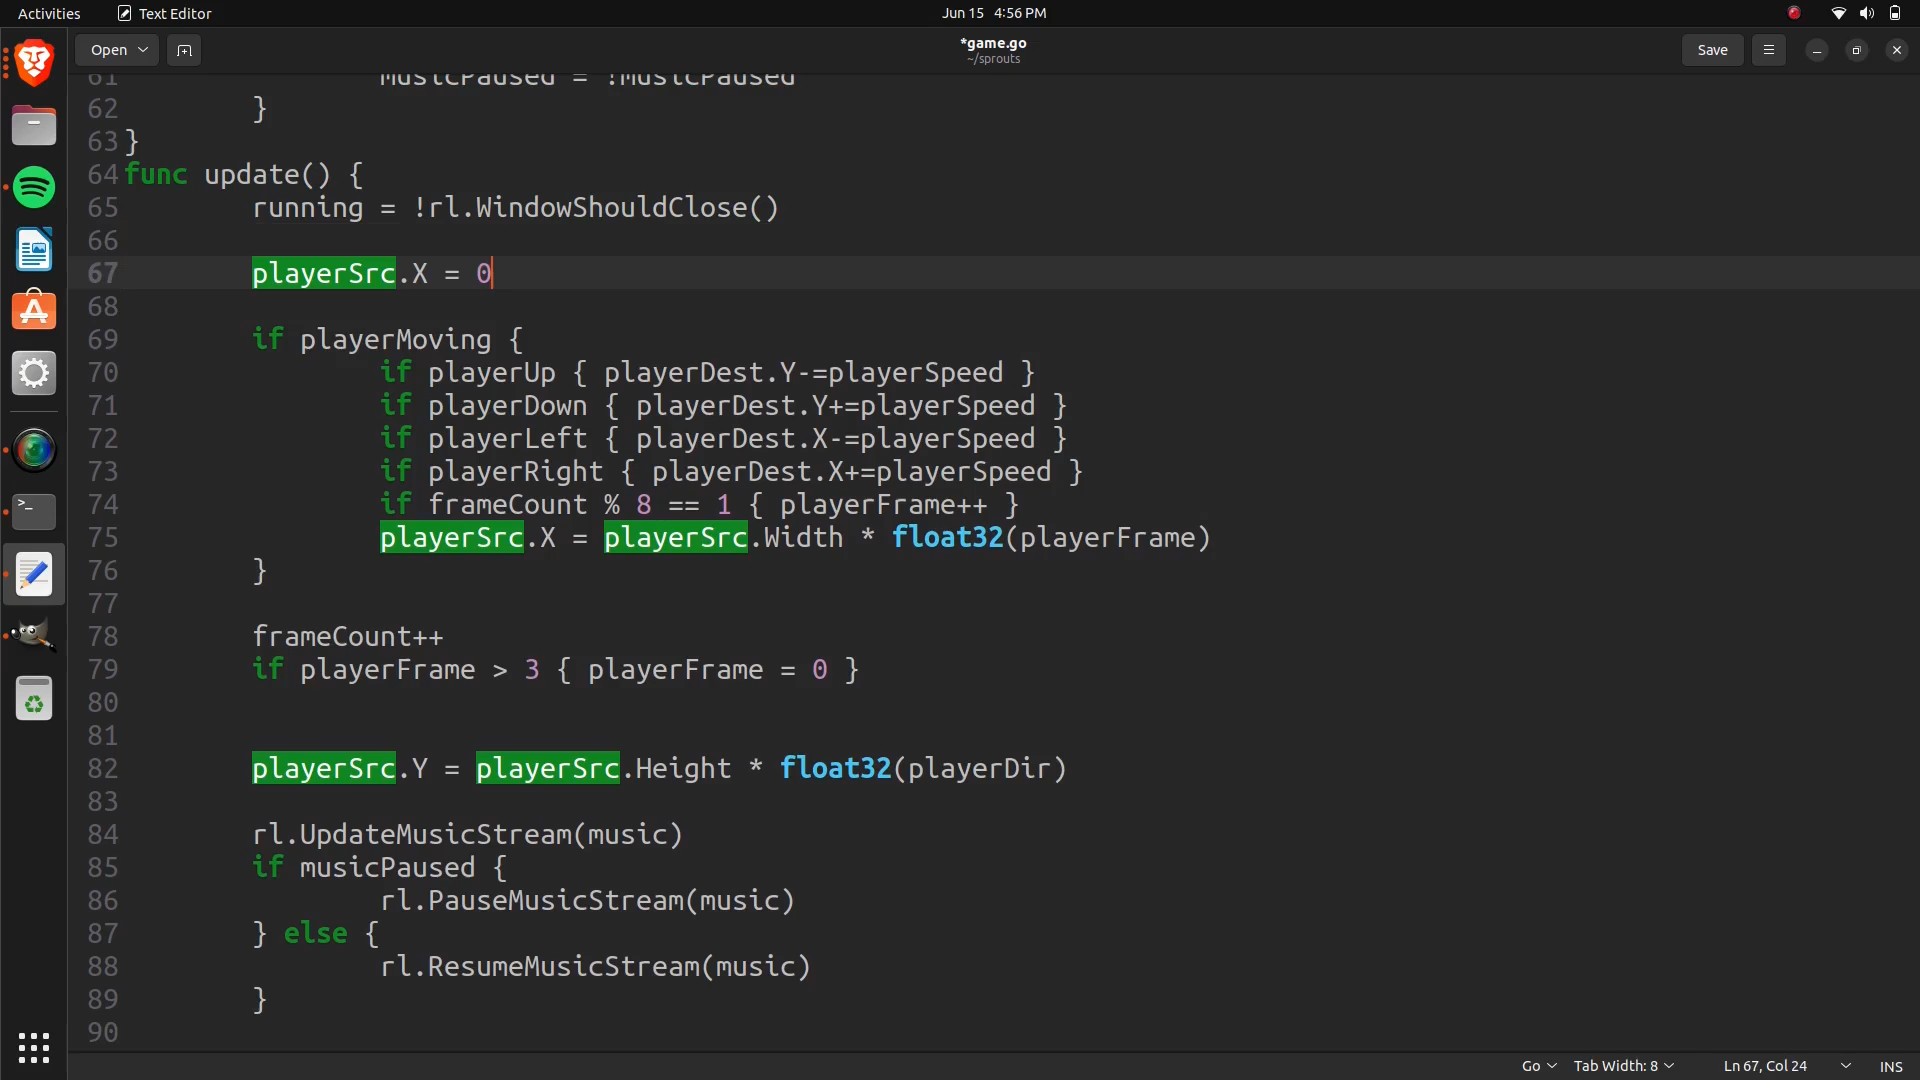 Activities Text Editor Jun 15 4:56 PM
Open *game.go Save
~/sprouts
61 musicPaused = !musicPaused
62 }
63 }
64 func update() {
65 running = !rl.WindowShouldClose()
66
67 playerSrc.X = 0
68
69 if playerMoving {
70 if playerUp { playerDest.Y-=playerSpeed }
71 if playerDown { playerDest.Y+=playerSpeed }
72 if playerLeft { playerDest.X-=playerSpeed }
73 if playerRight { playerDest.X+=playerSpeed }
74 if frameCount % 8 == 1 { playerFrame++ }
75 playerSrc.X = playerSrc.Width * float32(playerFrame)
76 }
77
78 frameCount++
79 if playerFrame > 3 { playerFrame = 0 }
80
81
82 playerSrc.Y = playerSrc.Height * float32(playerDir)
83
84 rl.UpdateMusicStream(music)
85 if musicPaused {
86 rl.PauseMusicStream(music)
87 } else {
88 rl.ResumeMusicStream(music)
89 }
90
Go Tab Width: 8 Ln 67, Col 24 INS